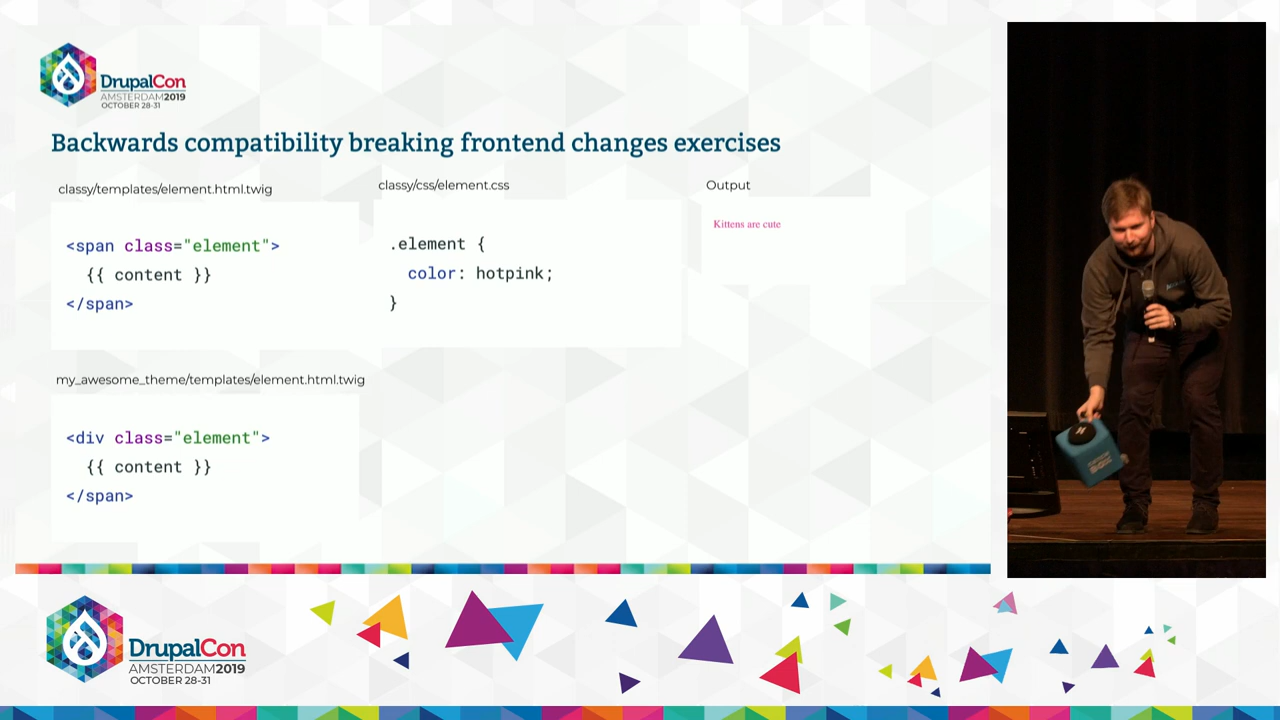 DrupalCon
AMSTERDAM2019
OCTOBER 28-31
Backwards compatibility breaking frontend changes exercises
classy/templates/element.html.twig
<span class="element">
  {{ content }}
</span>
classy/css/element.css
.element {
  color: hotpink;
}
Output
Kittens are cute
my_awesome_theme/templates/element.html.twig
<div class="element">
  {{ content }}
</span>
DrupalCon
AMSTERDAM2019
OCTOBER 28-31